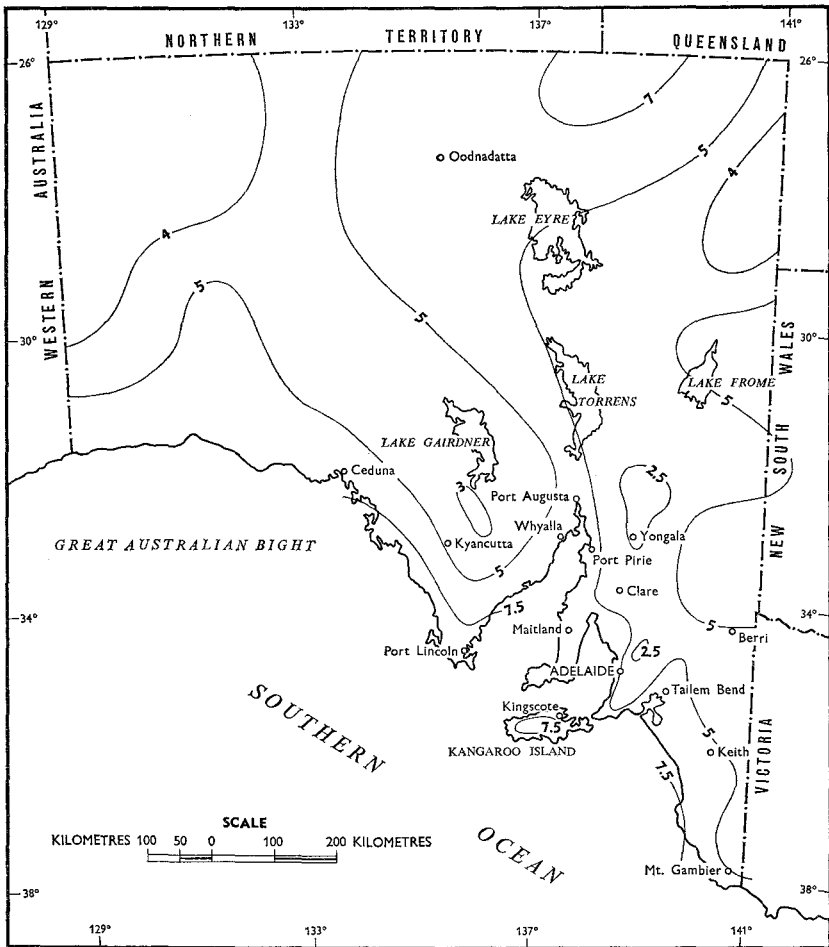 129° 133° 137° 141°
NORTHERN TERRITORY QUEENSLAND
26° 26°
7
WESTERN AUSTRALIA
5
4
Oodnadatta
LAKE EYRE
4
5
5
30° 30°
LAKE TORRENS
LAKE FROME
5
NEW SOUTH WALES
LAKE GAIRDNER
Ceduna
2.5
3
Port Augusta
Whyalla
Yongala
GREAT AUSTRALIAN BIGHT
Kyancutta
Port Pirie
5
Clare
7.5
34° 34°
Maitland
5
Berri
Port Lincoln
2.5
ADELAIDE
Tailem Bend
SOUTHERN
Kingscote
7.5
5
KANGAROO ISLAND
Keith
VICTORIA
7.5
SCALE
KILOMETRES 100 50 0 100 200 KILOMETRES
OCEAN
Mt. Gambier
38° 38°
129° 133° 137° 141°